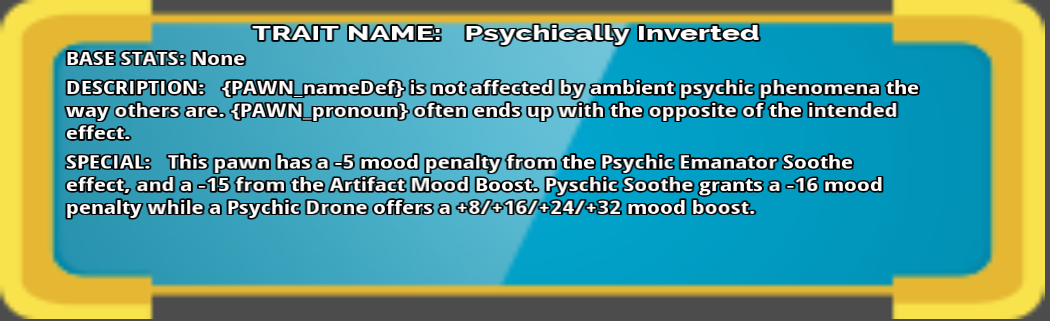 TRAIT NAME: Psychically Inverted
BASE STATS: None
DESCRIPTION: {PAWN_nameDef} is not affected by ambient psychic phenomena the
way others are. {PAWN_pronoun} often ends up with the opposite of the intended
effect.
SPECIAL: This pawn has a -5 mood penalty from the Psychic Emanator Soothe
effect, and a -15 from the Artifact Mood Boost. Pyschic Soothe grants a -16 mood
penalty while a Psychic Drone offers a +8/+16/+24/+32 mood boost.